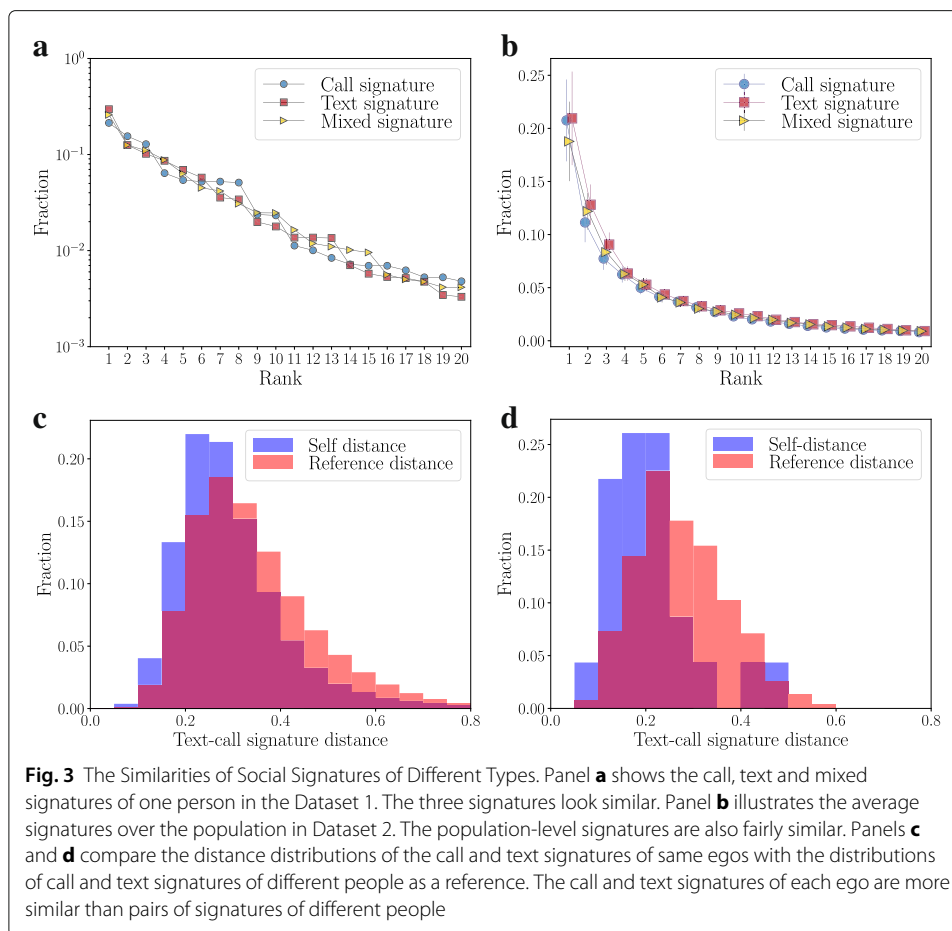 a
10^0
10^−1
10^−2
10^−3
Fraction
Call signature
Text signature
Mixed signature
1 2 3 4 5 6 7 8 9 10 11 12 13 14 15 16 17 18 19 20
Rank
b
0.25
0.20
0.15
0.10
0.05
0.00
Fraction
Call signature
Text signature
Mixed signature
1 2 3 4 5 6 7 8 9 10 11 12 13 14 15 16 17 18 19 20
Rank
c
0.20
0.15
0.10
0.05
0.00
Fraction
Self distance
Reference distance
0.0 0.2 0.4 0.6 0.8
Text-call signature distance
d
0.25
0.20
0.15
0.10
0.05
0.00
Fraction
Self-distance
Reference distance
0.0 0.2 0.4 0.6 0.8
Text-call signature distance
Fig. 3 The Similarities of Social Signatures of Different Types. Panel a shows the call, text and mixed
signatures of one person in the Dataset 1. The three signatures look similar. Panel b illustrates the average
signatures over the population in Dataset 2. The population-level signatures are also fairly similar. Panels c
and d compare the distance distributions of the call and text signatures of same egos with the distributions
of call and text signatures of different people as a reference. The call and text signatures of each ego are more
similar than pairs of signatures of different people